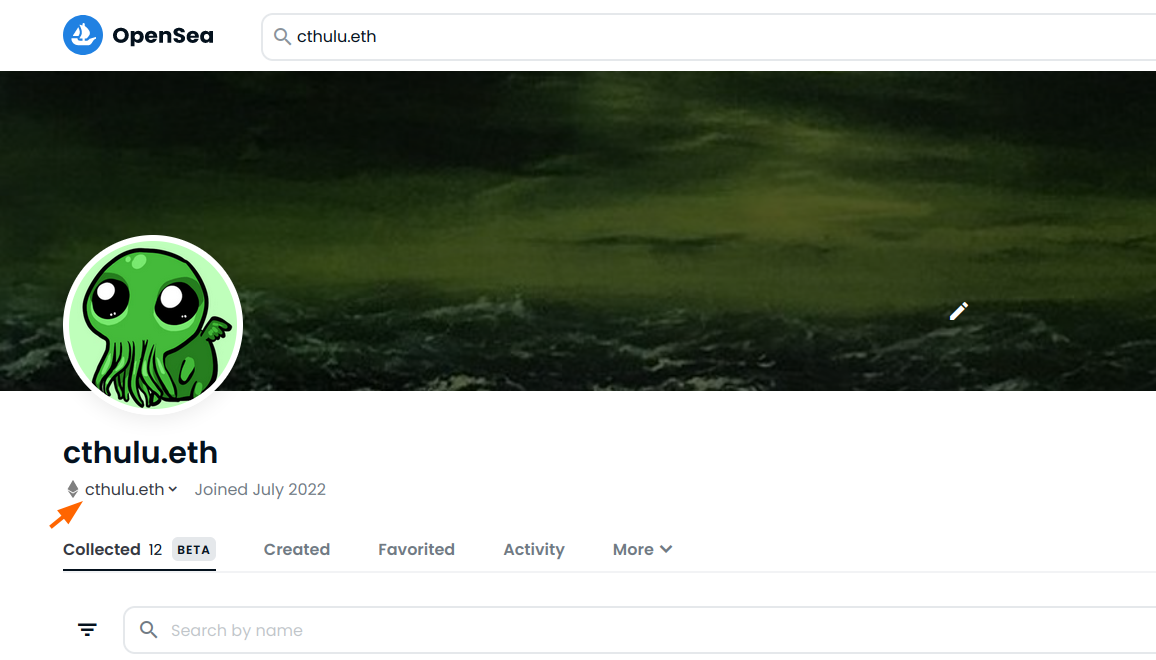 OpenSea
cthulu.eth
cthulu.eth
cthulu.eth Joined July 2022
Collected 12 BETA Created Favorited Activity More
Search by name